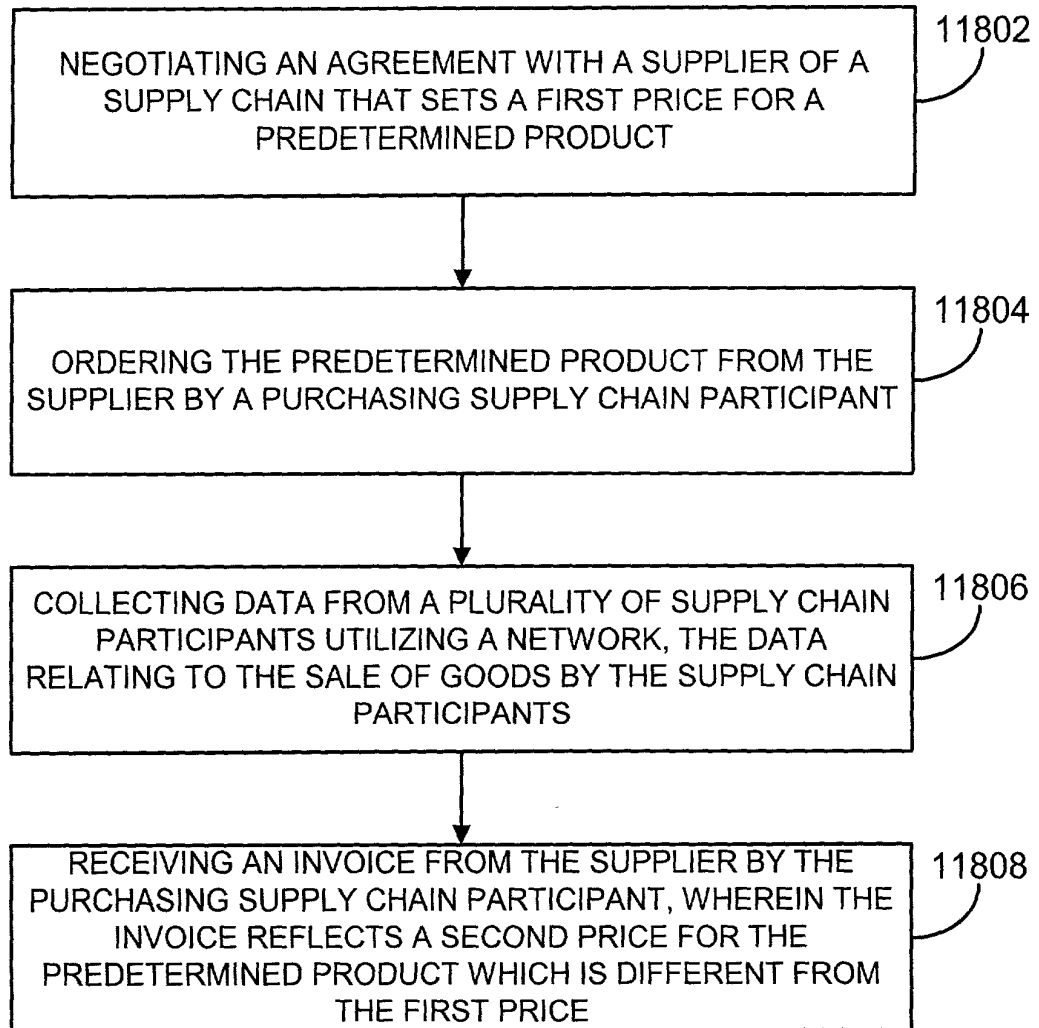 11802
NEGOTIATING AN AGREEMENT WITH A SUPPLIER OF A
SUPPLY CHAIN THAT SETS A FIRST PRICE FOR A
PREDETERMINED PRODUCT
11804
ORDERING THE PREDETERMINED PRODUCT FROM THE
SUPPLIER BY A PURCHASING SUPPLY CHAIN PARTICIPANT
11806
COLLECTING DATA FROM A PLURALITY OF SUPPLY CHAIN
PARTICIPANTS UTILIZING A NETWORK, THE DATA
RELATING TO THE SALE OF GOODS BY THE SUPPLY CHAIN
PARTICIPANTS
11808
RECEIVING AN INVOICE FROM THE SUPPLIER BY THE
PURCHASING SUPPLY CHAIN PARTICIPANT, WHEREIN THE
INVOICE REFLECTS A SECOND PRICE FOR THE
PREDETERMINED PRODUCT WHICH IS DIFFERENT FROM
THE FIRST PRICE